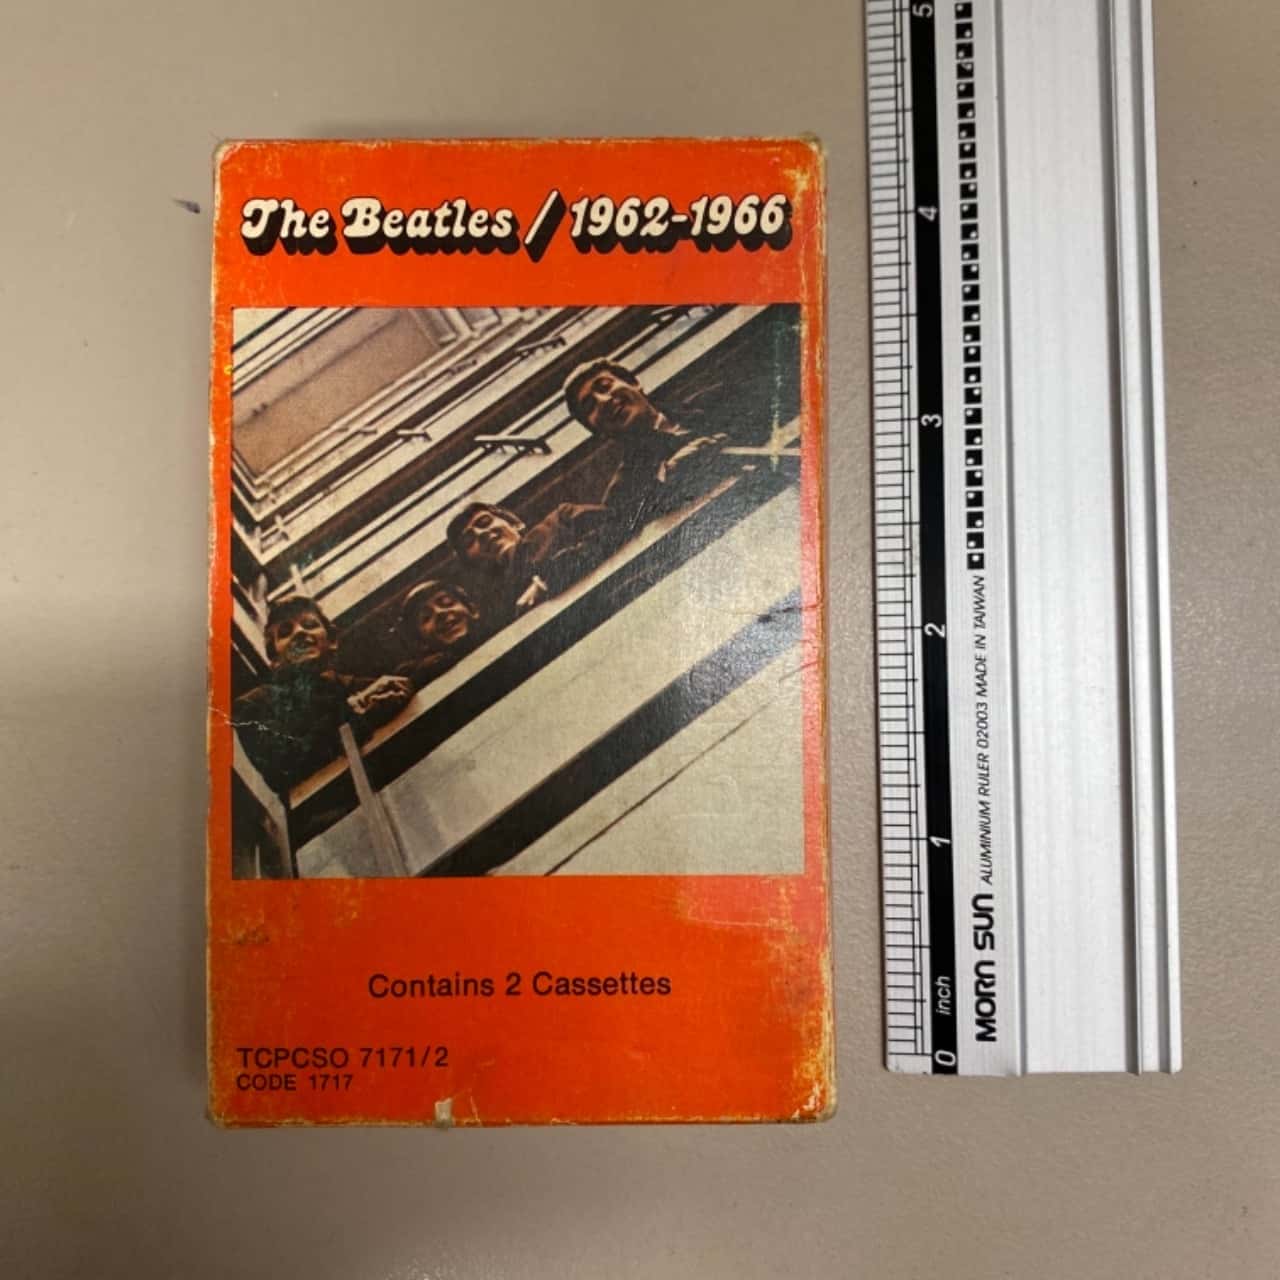 The Beatles / 1962-1966
Contains 2 Cassettes
TCPCSO 7171/2
CODE 1717
5
4
3
2
1
0 inch
MORN SUN ALUMINIUM RULER 02003 MADE IN TAIWAN